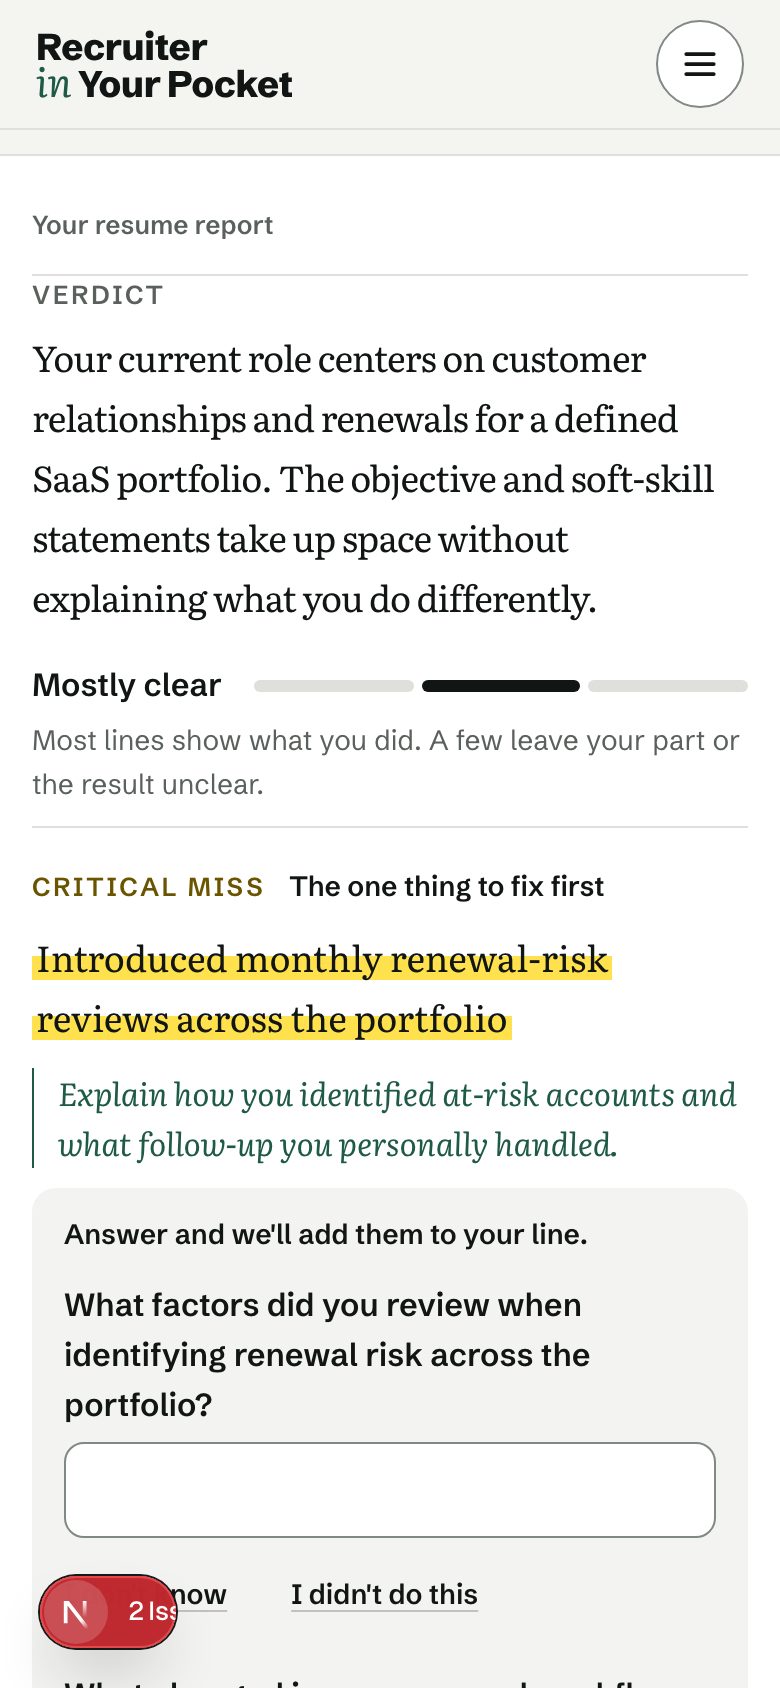 Recruiter
in Your Pocket
Your resume report
VERDICT
Your current role centers on customer
relationships and renewals for a defined
SaaS portfolio. The objective and soft-skill
statements take up space without
explaining what you do differently.
Mostly clear
Most lines show what you did. A few leave your part or
the result unclear.
CRITICAL MISS The one thing to fix first
Introduced monthly renewal-risk
reviews across the portfolio
Explain how you identified at-risk accounts and
what follow-up you personally handled.
Answer and we'll add them to your line.
What factors did you review when
identifying renewal risk across the
portfolio?
know I didn't do this
N 2 Iss